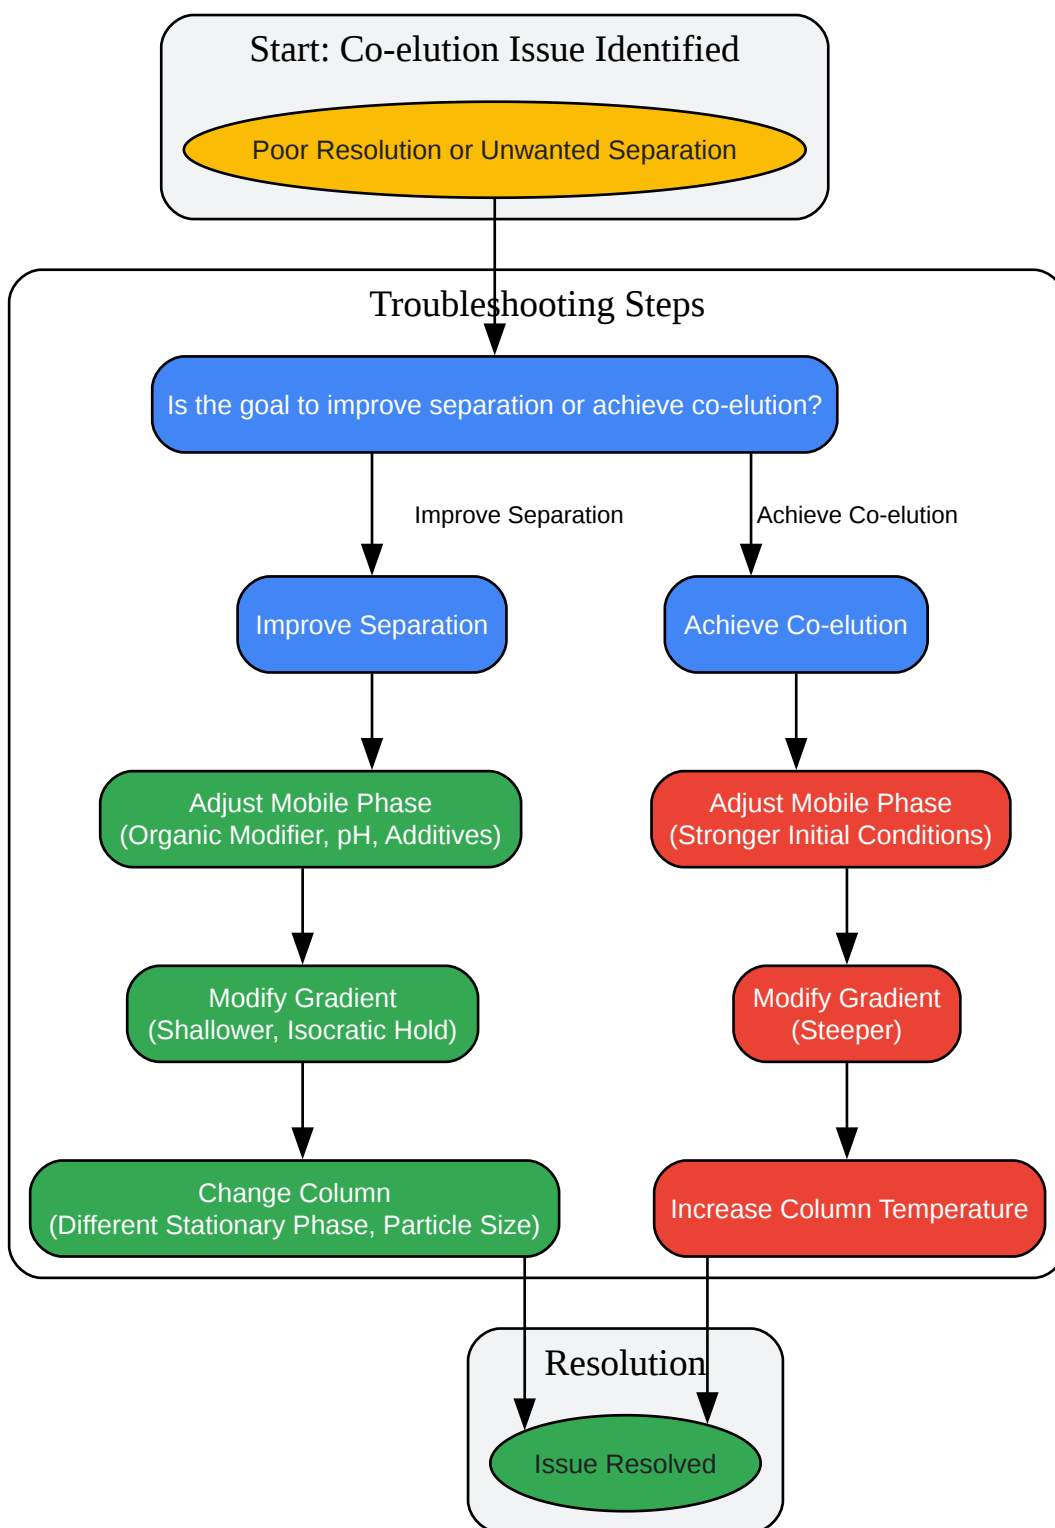 Start: Co-elution Issue Identified
Poor Resolution or Unwanted Separation
Troubleshooting Steps
Is the goal to improve separation or achieve co-elution?
Improve Separation
Achieve Co-elution
Improve Separation
Achieve Co-elution
Adjust Mobile Phase
(Organic Modifier, pH, Additives)
Adjust Mobile Phase
(Stronger Initial Conditions)
Modify Gradient
(Shallower, Isocratic Hold)
Modify Gradient
(Steeper)
Change Column
(Different Stationary Phase, Particle Size)
Increase Column Temperature
Resolution
Issue Resolved